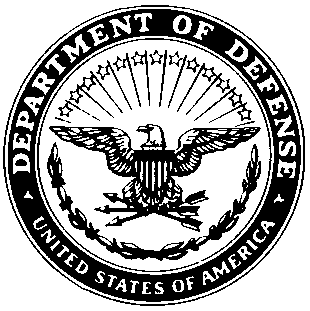 DEPARTMENT OF DEFENSE
UNITED STATES OF AMERICA